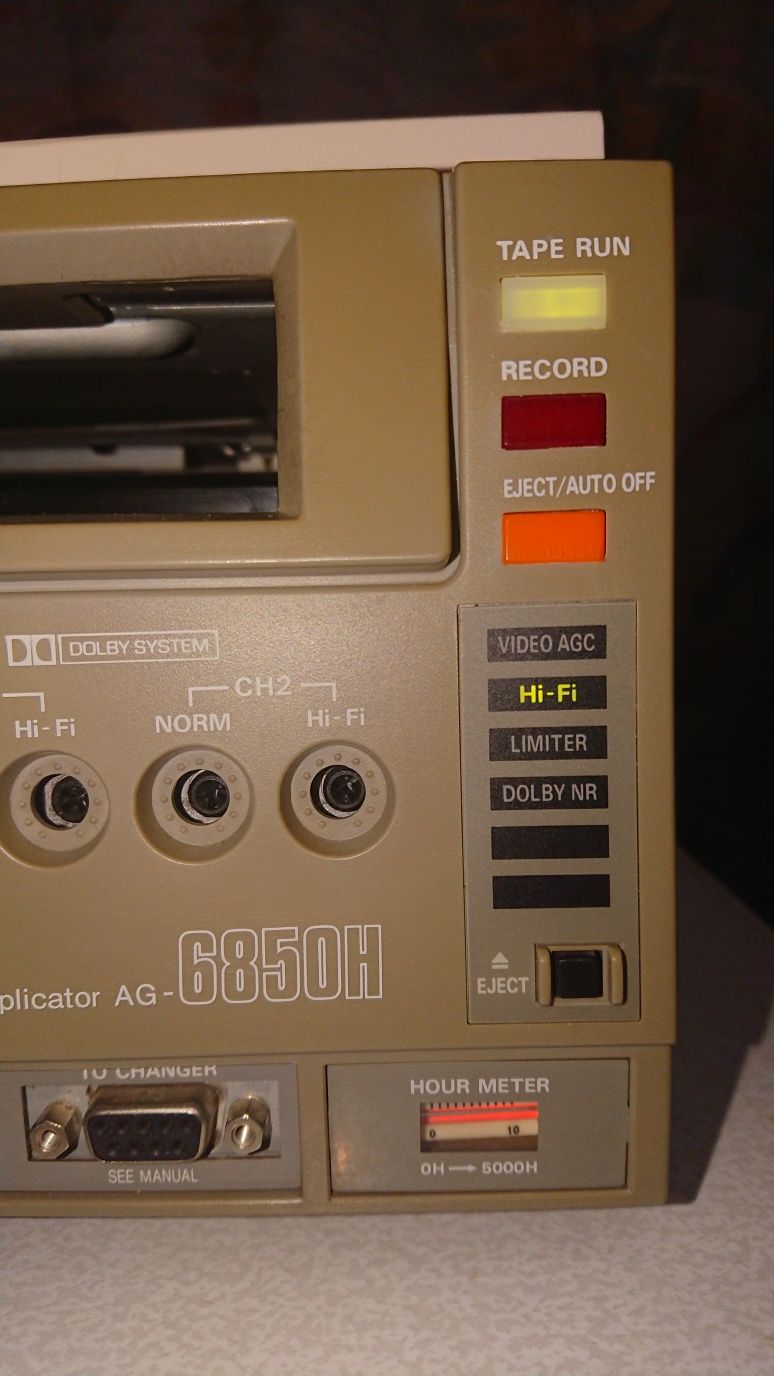 TAPE RUN
RECORD
EJECT/AUTO OFF
DOLBY SYSTEM
CH2
Hi-Fi
NORM
Hi-Fi
VIDEO AGC
Hi-Fi
LIMITER
DOLBY NR
plicator AG-6850H
EJECT
TO CHANGER
SEE MANUAL
HOUR METER
0 10
0H → 5000H